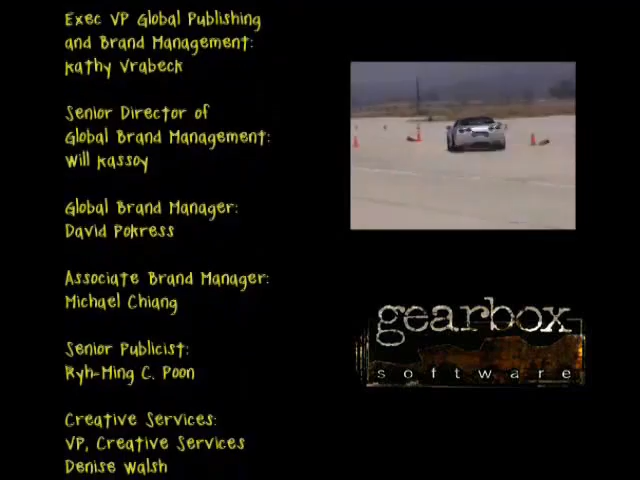 Exec VP Global Publishing
and Brand Management:
Kathy Vrabeck
Senior Director of
Global Brand Management:
Will Kassoy
Global Brand Manager:
David Pokress
Associate Brand Manager:
Michael Chiang
Senior Publicist:
Ryh-Ming C. Poon
Creative Services:
VP, Creative Services
Denise Walsh
gearbox
software